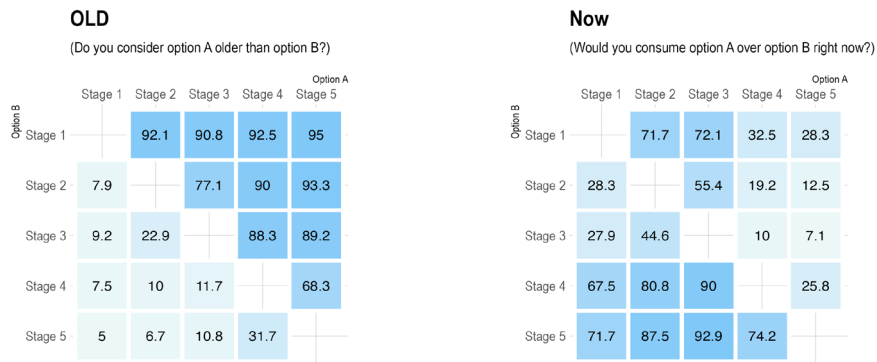 OLD
(Do you consider option A older than option B?)
Option A
Stage 1 Stage 2 Stage 3 Stage 4 Stage 5
Option B
Stage 1 92.1 90.8 92.5 95
Stage 2 7.9 77.1 90 93.3
Stage 3 9.2 22.9 88.3 89.2
Stage 4 7.5 10 11.7 68.3
Stage 5 5 6.7 10.8 31.7
Now
(Would you consume option A over option B right now?)
Option A
Stage 1 Stage 2 Stage 3 Stage 4 Stage 5
Option B
Stage 1 71.7 72.1 32.5 28.3
Stage 2 28.3 55.4 19.2 12.5
Stage 3 27.9 44.6 10 7.1
Stage 4 67.5 80.8 90 25.8
Stage 5 71.7 87.5 92.9 74.2